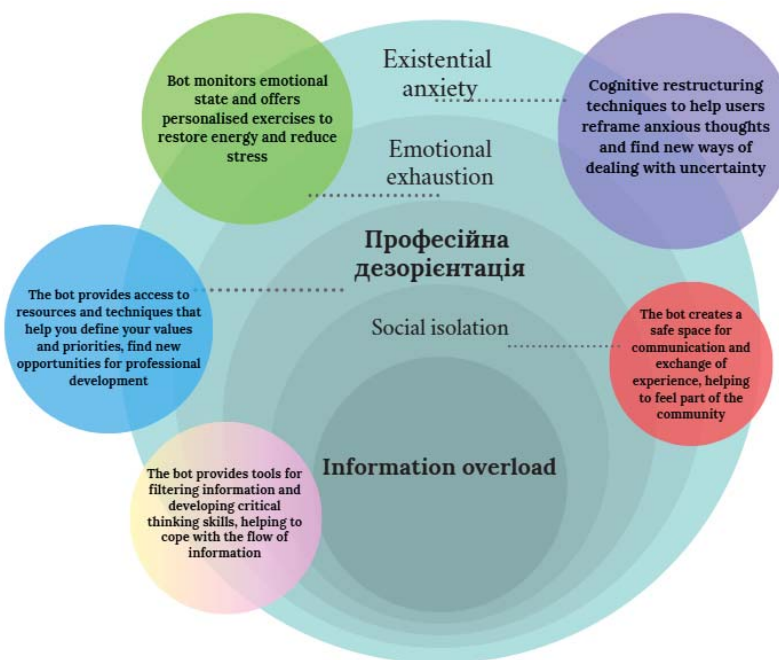 Existential
anxiety
Bot monitors emotional
state and offers
personalised exercises to
restore energy and reduce
stress
Cognitive restructuring
techniques to help users
reframe anxious thoughts
and find new ways of
dealing with uncertainty
Emotional
exhaustion
Професійна
дезорієнтація
The bot provides access to
resources and techniques that
help you define your values
and priorities, find new
opportunities for professional
development
Social isolation
The bot creates a
safe space for
communication and
exchange of
experience, helping
to feel part of the
community
Information overload
The bot provides tools for
filtering information and
developing critical
thinking skills, helping to
cope with the flow of
information